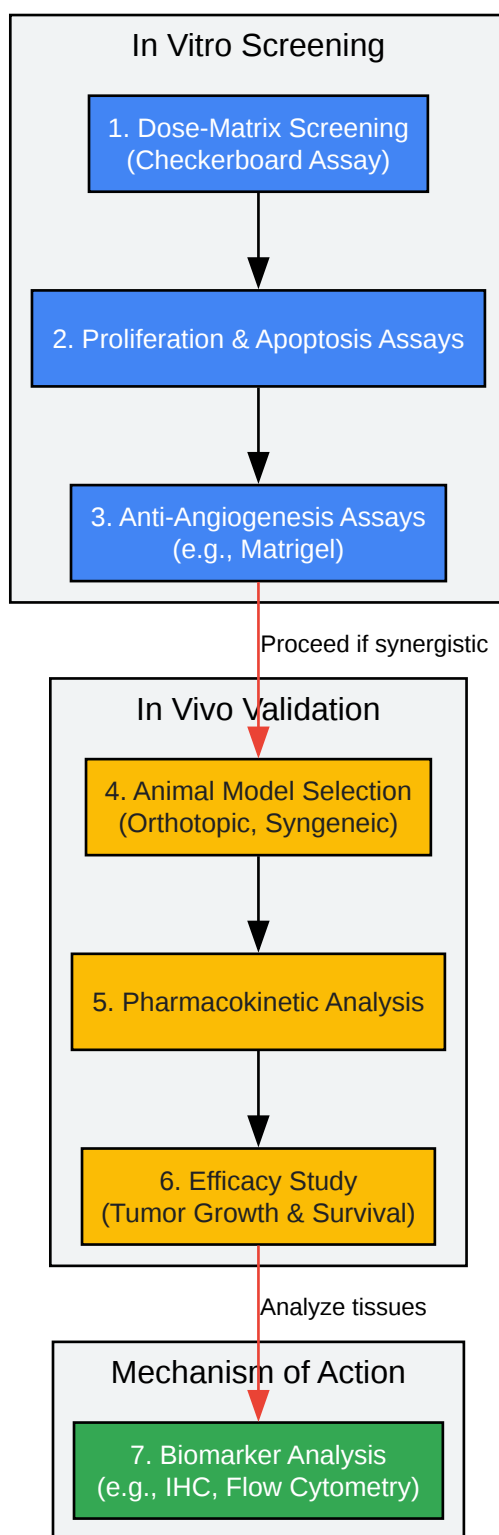 In Vitro Screening
1. Dose-Matrix Screening
(Checkerboard Assay)
2. Proliferation & Apoptosis Assays
3. Anti-Angiogenesis Assays
(e.g., Matrigel)
Proceed if synergistic
In Vivo Validation
4. Animal Model Selection
(Orthotopic, Syngeneic)
5. Pharmacokinetic Analysis
6. Efficacy Study
(Tumor Growth & Survival)
Analyze tissues
Mechanism of Action
7. Biomarker Analysis
(e.g., IHC, Flow Cytometry)